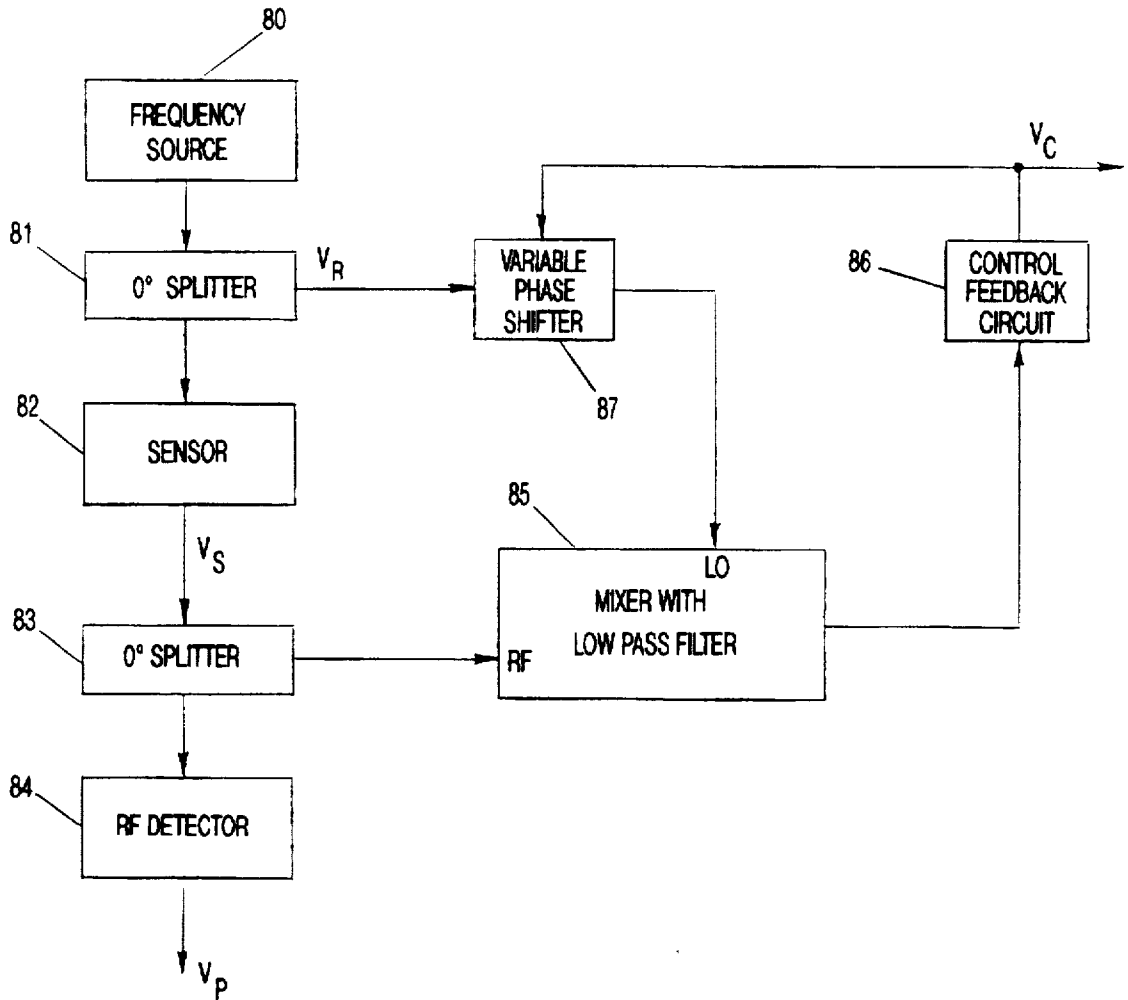 80
FREQUENCY
SOURCE
81
0° SPLITTER
V_R
VARIABLE
PHASE
SHIFTER
87
V_C
86
CONTROL
FEEDBACK
CIRCUIT
82
SENSOR
V_S
85
LO
MIXER WITH
LOW PASS FILTER
RF
83
0° SPLITTER
84
RF DETECTOR
V_P